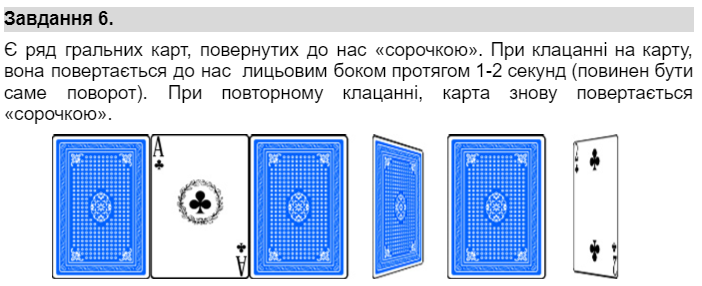 Завдання 6.
Є ряд гральних карт, повернутих до нас «сорочкою». При клацанні на карту,
вона повертається до нас лицьовим боком протягом 1-2 секунд (повинен бути
саме поворот). При повторному клацанні, карта знову повертається
«сорочкою».
A
A
2
2